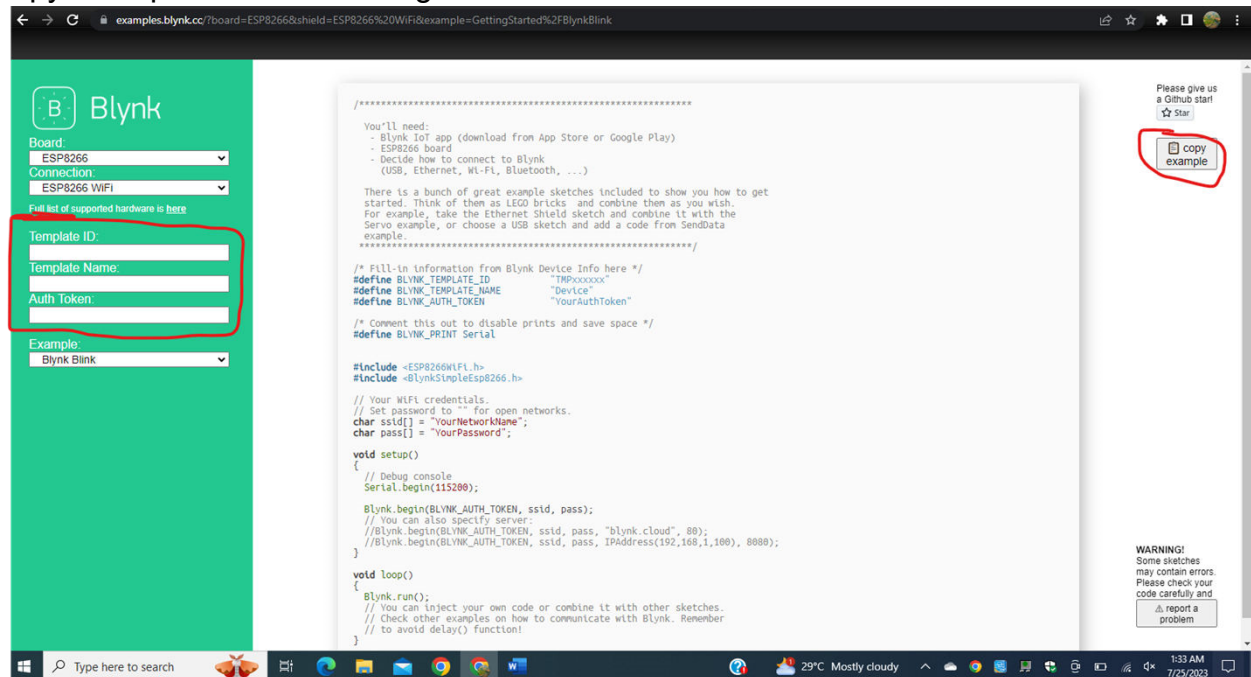 examples.blynk.cc/?board=ESP8266&shield=ESP8266%20WiFi&example=GettingStarted%2FBlynkBlink
B Blynk
Board:
ESP8266
Connection:
ESP8266 WiFi
Full list of supported hardware is here
Template ID:
Template Name:
Auth Token:
Example:
Blynk Blink
/*************************************************************
You'll need:
- Blynk IoT app (download from App Store or Google Play)
- ESP8266 board
- Decide how to connect to Blynk
(USB, Ethernet, Wi-Fi, Bluetooth, ...)
There is a bunch of great example sketches included to show you how to get
started. Think of them as LEGO bricks and combine them as you wish.
For example, take the Ethernet Shield sketch and combine it with the
Servo example, or choose a USB sketch and add a code from SendData
example.
*************************************************************/
/* Fill-in information from Blynk Device Info here */
#define BLYNK_TEMPLATE_ID "TMPxxxxxx"
#define BLYNK_TEMPLATE_NAME "Device"
#define BLYNK_AUTH_TOKEN "YourAuthToken"
/* Comment this out to disable prints and save space */
#define BLYNK_PRINT Serial
#include <ESP8266WiFi.h>
#include <BlynkSimpleEsp8266.h>
// Your WiFi credentials.
// Set password to "" for open networks.
char ssid[] = "YourNetworkName";
char pass[] = "YourPassword";
void setup()
{
// Debug console
Serial.begin(115200);
Blynk.begin(BLYNK_AUTH_TOKEN, ssid, pass);
// You can also specify server:
//Blynk.begin(BLYNK_AUTH_TOKEN, ssid, pass, "blynk.cloud", 80);
//Blynk.begin(BLYNK_AUTH_TOKEN, ssid, pass, IPAddress(192,168,1,100), 8080);
}
void loop()
{
Blynk.run();
// You can inject your own code or combine it with other sketches.
// Check other examples on how to communicate with Blynk. Remember
// to avoid delay() function!
}
Please give us
a Github star!
Star
copy
example
WARNING!
Some sketches
may contain errors.
Please check your
code carefully and
report a
problem
Type here to search
29°C Mostly cloudy
1:33 AM
7/25/2023